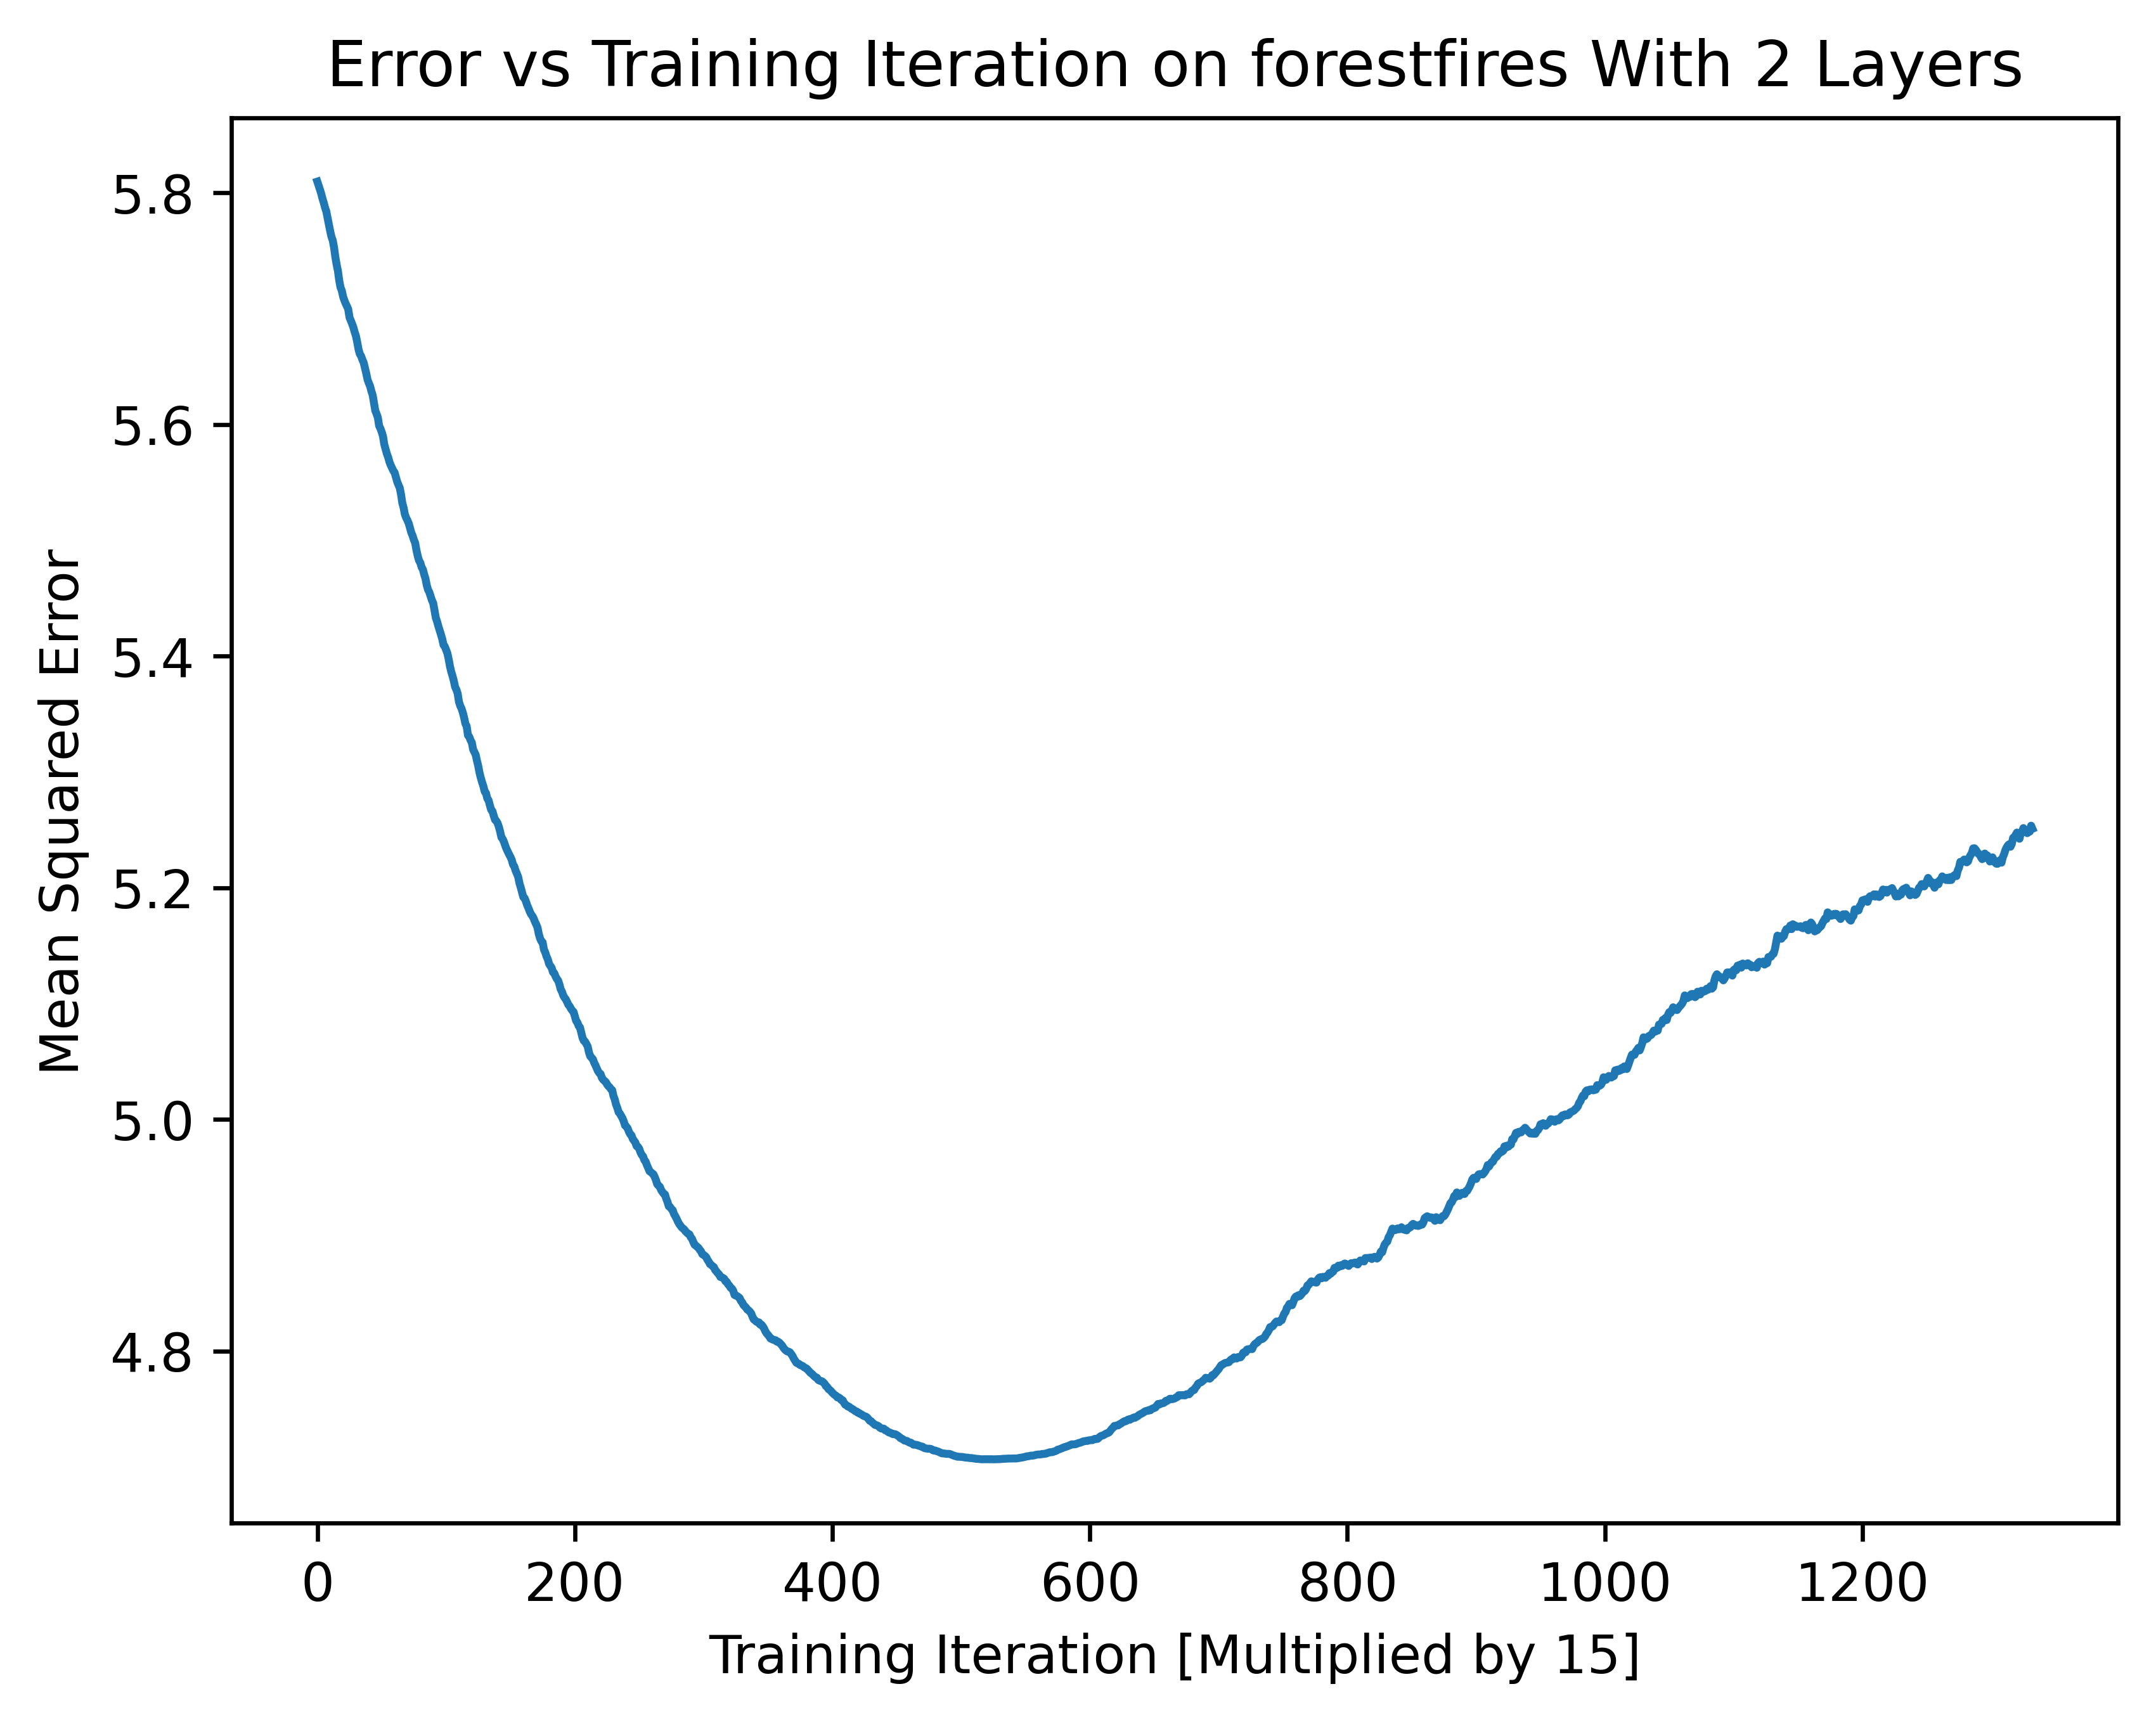 Error vs Training Iteration on forestfires With 2 Layers
Mean Squared Error
5.8
5.6
5.4
5.2
5.0
4.8
0 200 400 600 800 1000 1200
Training Iteration [Multiplied by 15]